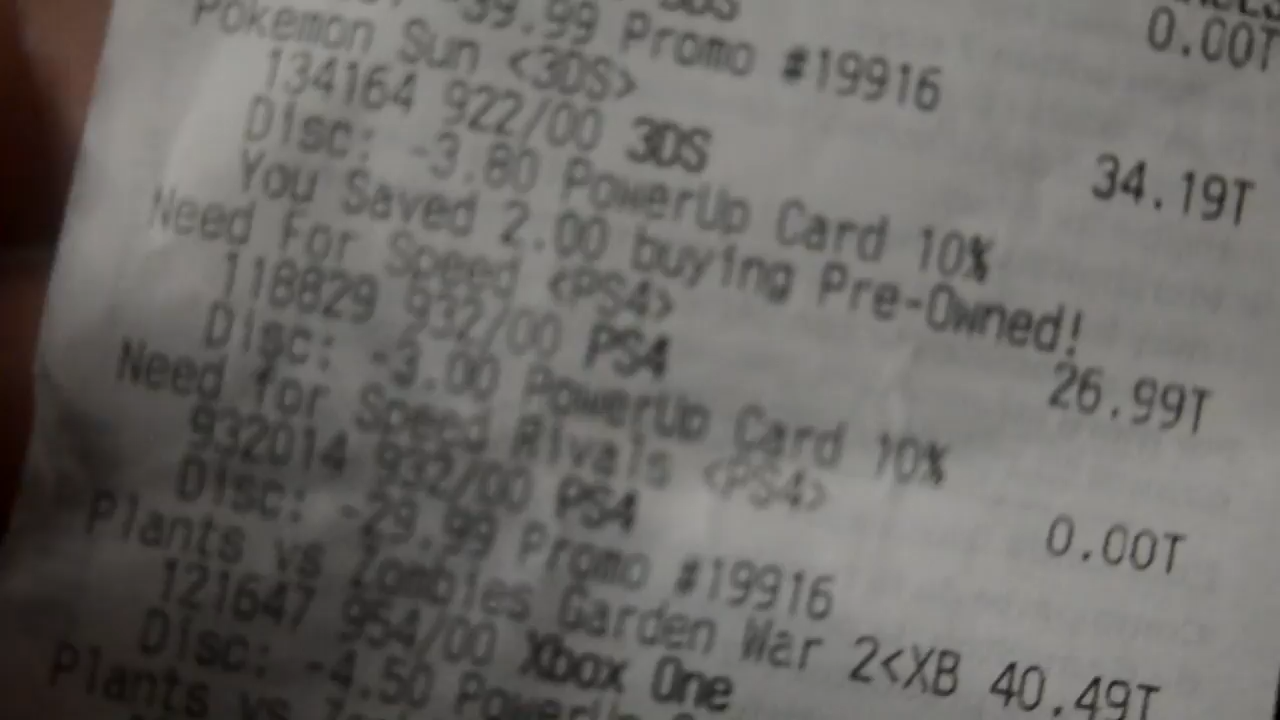 39.99 Promo #19916 0.00T
Pokemon Sun <3DS>
134164 922/00 3DS 34.19T
Disc: -3.80 PowerUp Card 10%
You Saved 2.00 buying Pre-Owned!
Need For Speed <PS4>
118829 932/00 PS4 26.99T
Disc: -3.00 PowerUp Card 10%
Need for Speed Rivals <PS4>
932014 932/00 PS4 0.00T
Disc: -29.99 Promo #19916
Plants vs Zombies Garden War 2<XB
121647 954/00 Xbox One 40.49T
Disc: -4.50 PowerUp
Plants vs